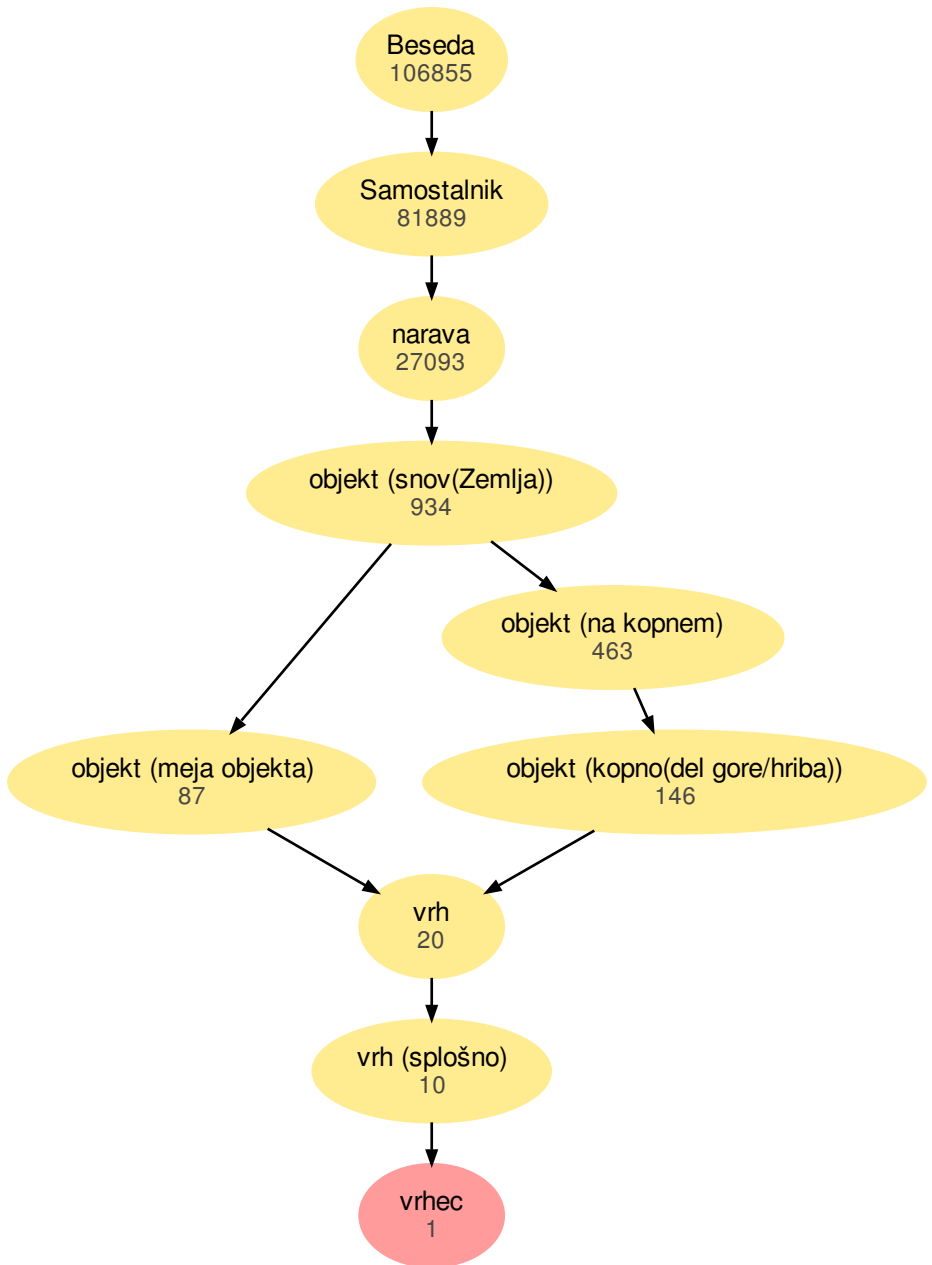 Beseda
106855
Samostalnik
81889
narava
27093
objekt (snov(Zemlja))
934
objekt (na kopnem)
463
objekt (meja objekta)
87
objekt (kopno(del gore/hriba))
146
vrh
20
vrh (splošno)
10
vrhec
1